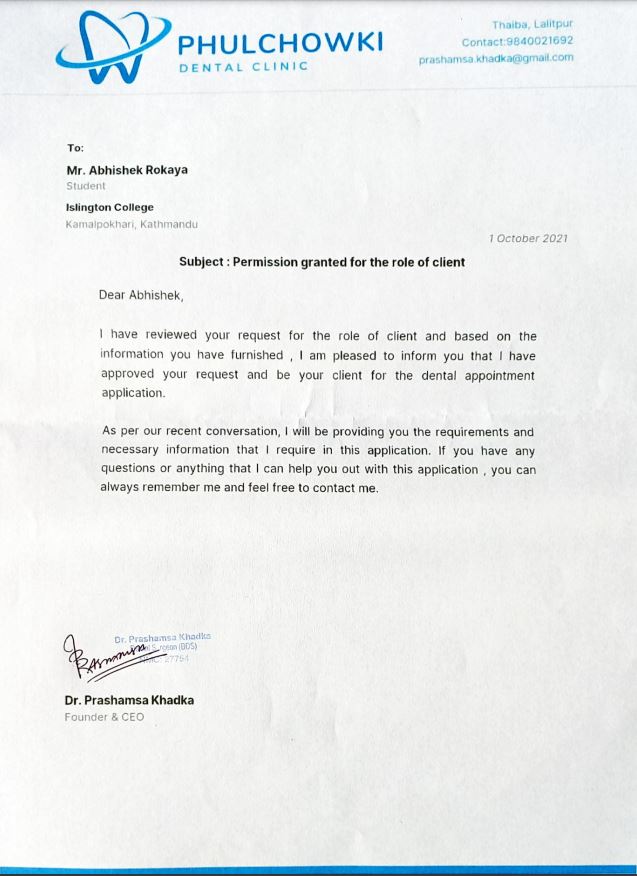 PHULCHOWKI
DENTAL CLINIC
Thaiba, Lalitpur
Contact:9840021692
prashamsa.khadka@gmail.com
To:
Mr. Abhishek Rokaya
Student
Islington College
Kamalpokhari, Kathmandu
1 October 2021
Subject : Permission granted for the role of client
Dear Abhishek,
I have reviewed your request for the role of client and based on the
information you have furnished , I am pleased to inform you that I have
approved your request and be your client for the dental appointment
application.
As per our recent conversation, I will be providing you the requirements and
necessary information that I require in this application. If you have any
questions or anything that I can help you out with this application , you can
always remember me and feel free to contact me.
Dr. Prashamsa Khadka
(BDS)
27754
Dr. Prashamsa Khadka
Founder & CEO